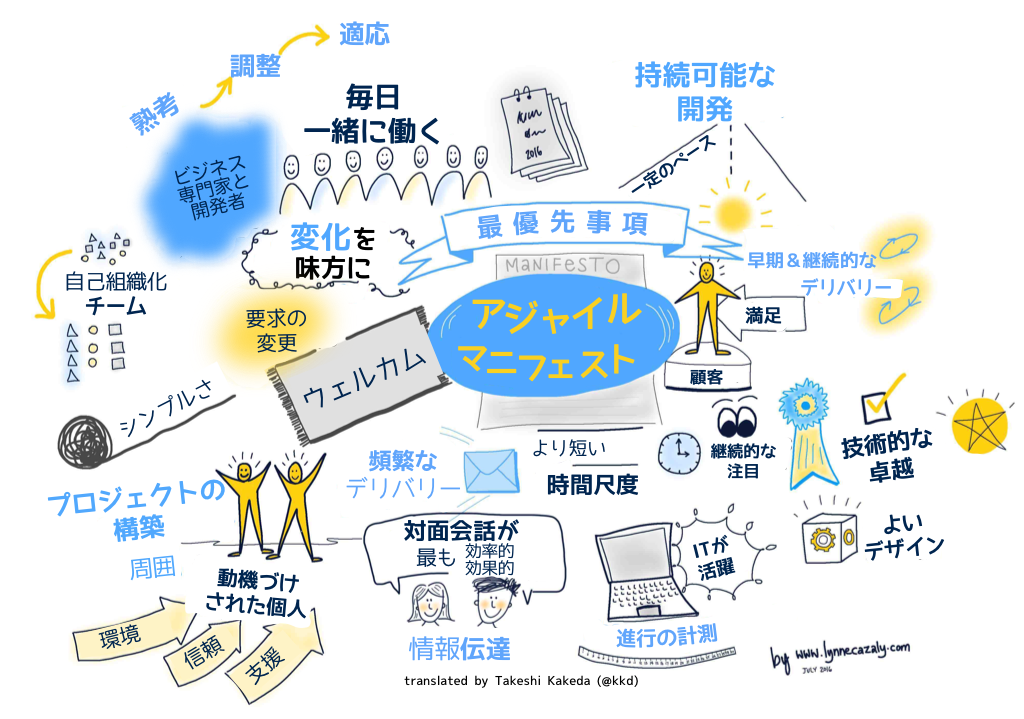 適応
調整
熟考
ビジネス
専門家と
開発者
毎日
一緒に働く
2016
持続可能な
開発
一定のペース
最優先事項
変化を
味方に
MANIFESTO
アジャイル
マニフェスト
早期&継続的な
デリバリー
満足
顧客
自己組織化
チーム
要求の
変更
ウェルカム
シンプルさ
より短い
時間尺度
継続的な
注目
技術的な
卓越
頻繁な
デリバリー
プロジェクトの
構築
周囲
動機づけ
された個人
環境
信頼
支援
対面会話が
最も 効率的
効果的
情報伝達
ITが
活躍
進行の計測
よい
デザイン
by www.lynnecazaly.com
JULY 2016
translated by Takeshi Kakeda (@kkd)